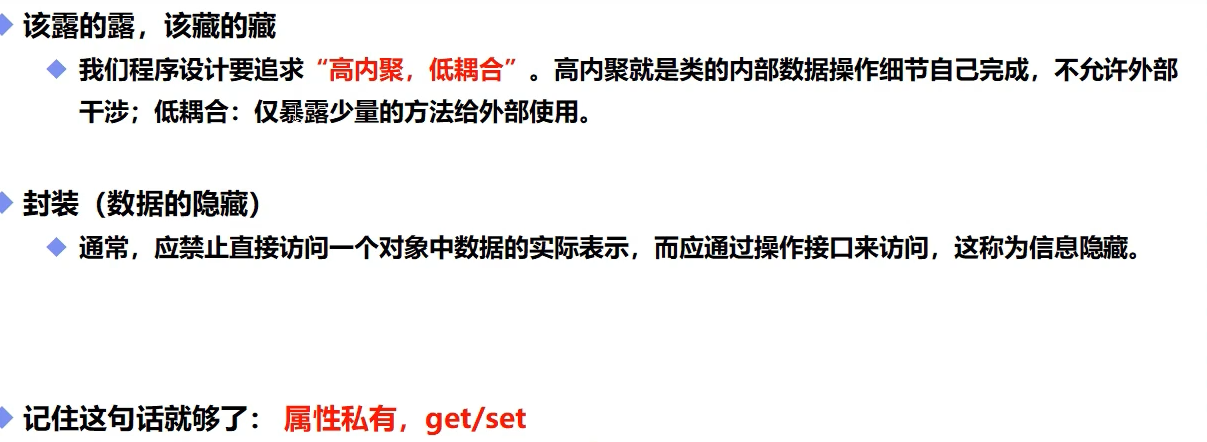 该露的露，该藏的藏
我们程序设计要追求“高内聚，低耦合”。高内聚就是类的内部数据操作细节自己完成，不允许外部
干涉；低耦合：仅暴露少量的方法给外部使用。
封装（数据的隐藏）
通常，应禁止直接访问一个对象中数据的实际表示，而应通过操作接口来访问，这称为信息隐藏。
记住这句话就够了： 属性私有，get/set